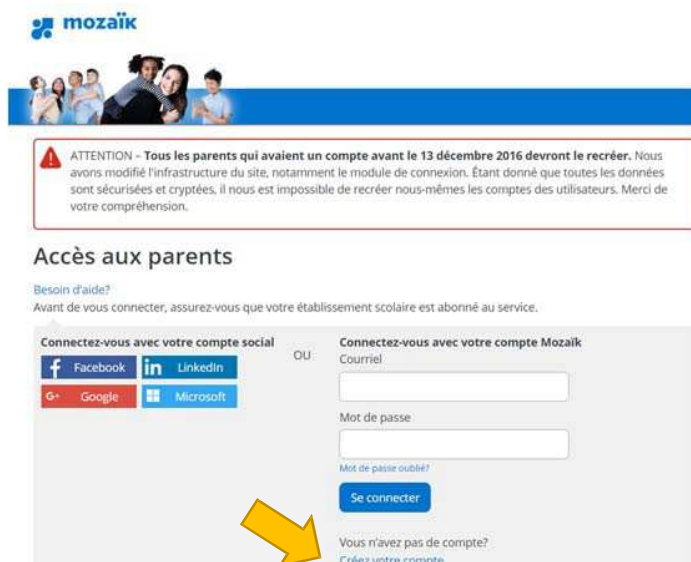 mozaïk
ATTENTION – Tous les parents qui avaient un compte avant le 13 décembre 2016 devront le recréer. Nous
avons modifié l'infrastructure du site, notamment le module de connexion. Étant donné que toutes les données
sont sécurisées et cryptées, il nous est impossible de recréer nous-mêmes les comptes des utilisateurs. Merci de
votre compréhension.
Accès aux parents
Besoin d'aide?
Avant de vous connecter, assurez-vous que votre établissement scolaire est abonné au service.
Connectez-vous avec votre compte social
Facebook
in LinkedIn
G+ Google
Microsoft
OU
Connectez-vous avec votre compte Mozaïk
Courriel
Mot de passe
Mot de passe oublié?
Se connecter
Vous n'avez pas de compte?
Créez votre compte